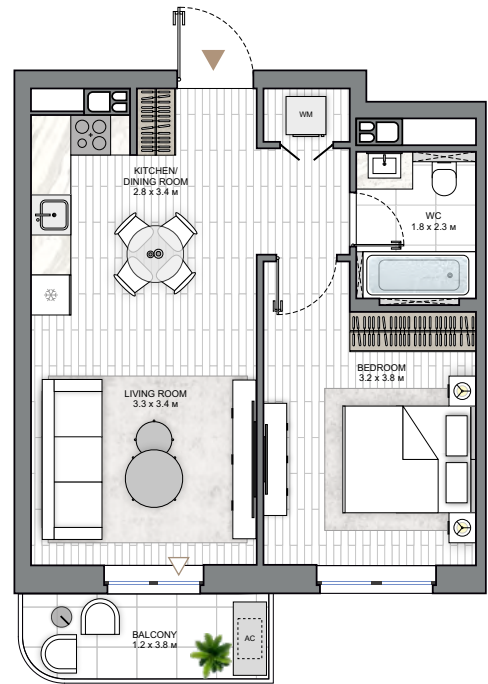 WM
KITCHEN/
DINING ROOM
2.8 x 3.4 м
WC
1.8 x 2.3 м
BEDROOM
3.2 x 3.8 м
LIVING ROOM
3.3 x 3.4 м
BALCONY
1.2 x 3.8 м
AC